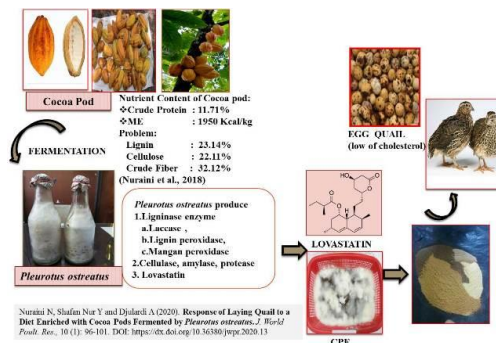 Cocoa Pod
Nutrient Content of Cocoa pod:
❖Crude Protein : 11.71%
❖ME : 1950 Kcal/kg
Problem:
Lignin : 23.14%
Cellulose : 22.11%
Crude Fiber : 32.12%
(Nuraini et al., 2018)
FERMENTATION
Pleurotus ostreatus
Pleurotus ostreatus produce
1.Ligninase enzyme
a.Laccase ,
b.Lignin peroxidase,
c.Mangan peroxidase
2.Cellulase, amylase, protease
3. Lovastatin
EGG QUAIL
(low of cholesterol)
HO
O
O
O
O
H
LOVASTATIN
CPF
Nuraini N, Shafan Nur Y and Djulardi A (2020). Response of Laying Quail to a
Diet Enriched with Cocoa Pods Fermented by Pleurotus ostreatus. J. World
Poult. Res., 10 (1): 96-101. DOI: https://dx.doi.org/10.36380/jwpr.2020.13